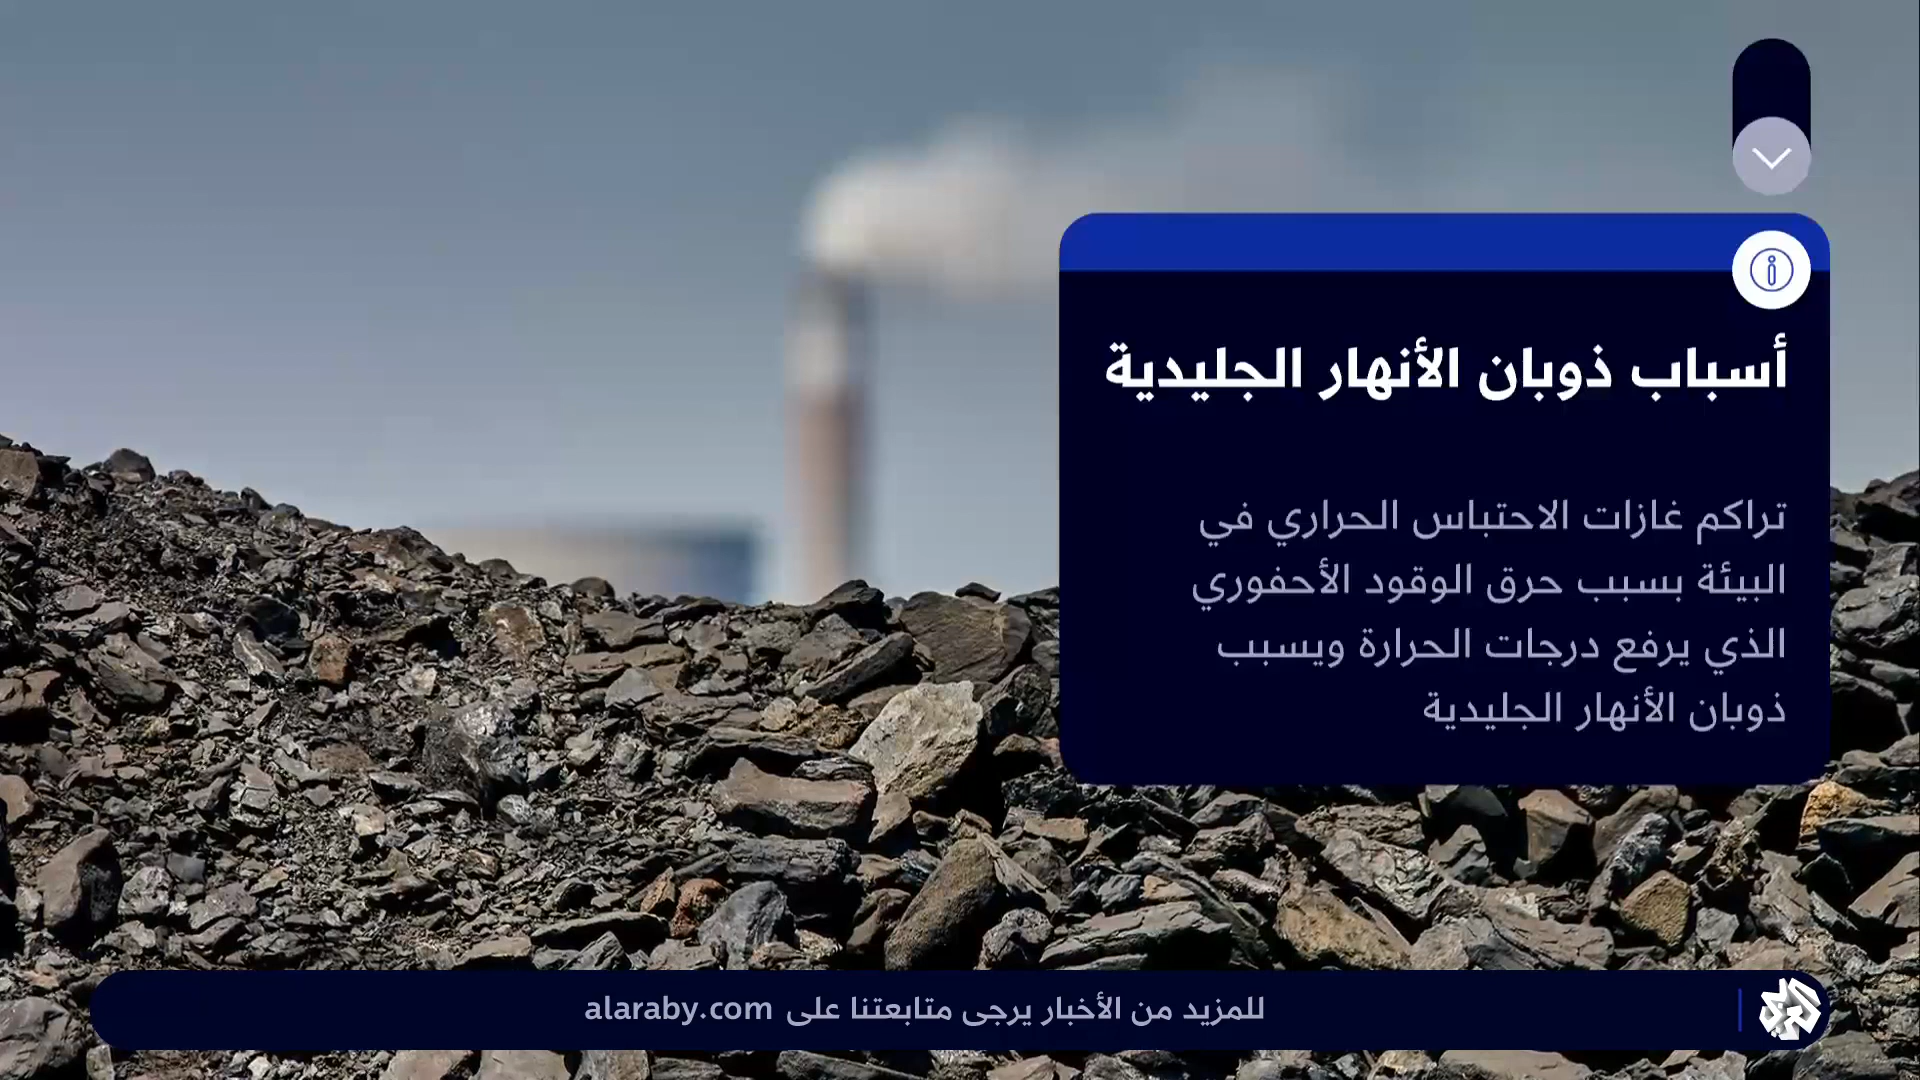 أسباب ذوبان الأنهار الجليدية
تراكم غازات الاحتباس الحراري في
البيئة بسبب حرق الوقود الأحفوري
الذي يرفع درجات الحرارة ويسبب
ذوبان الأنهار الجليدية
للمزيد من الأخبار يرجى متابعتنا على alaraby.com